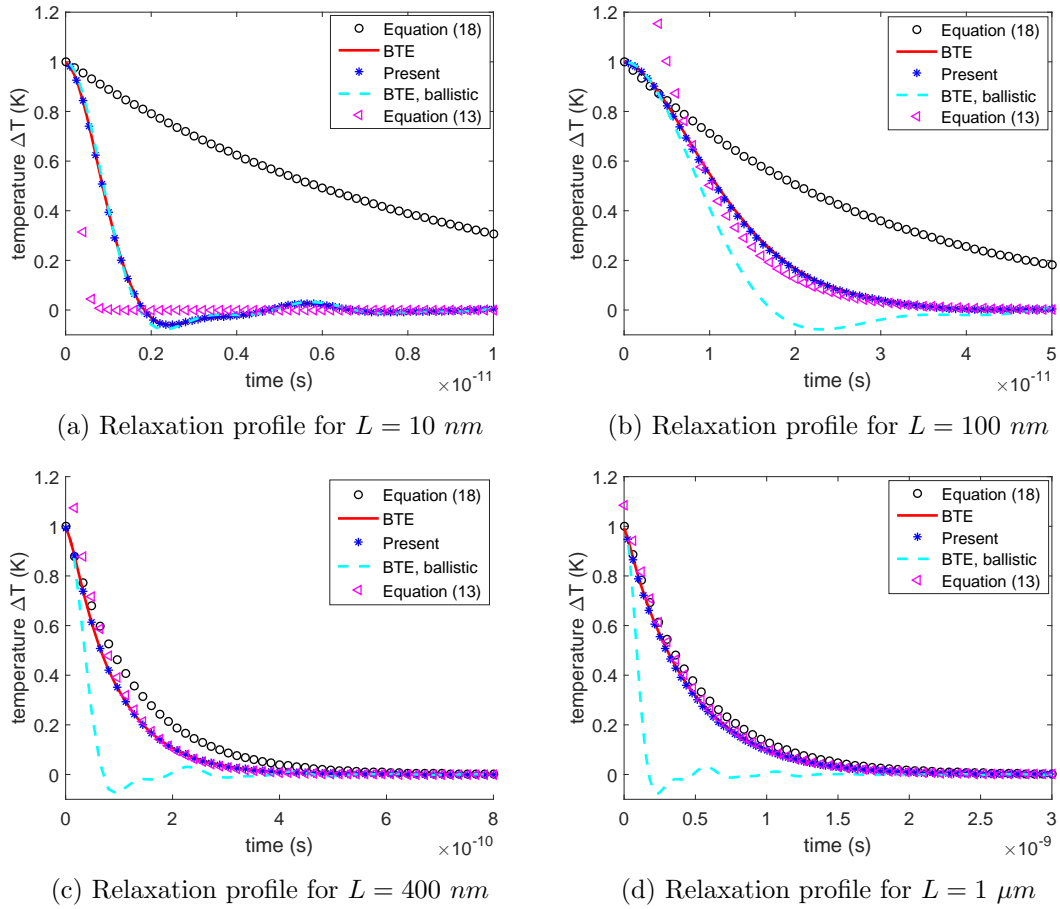 1.2
1
0.8
0.6
0.4
0.2
0
temperature ΔT (K)
Equation (18)
BTE
Present
BTE, ballistic
Equation (13)
0 0.2 0.4 0.6 0.8 1
time (s)
×10⁻¹¹
(a) Relaxation profile for L = 10 nm
1.2
1
0.8
0.6
0.4
0.2
0
temperature ΔT (K)
Equation (18)
BTE
Present
BTE, ballistic
Equation (13)
0 1 2 3 4 5
time (s)
×10⁻¹¹
(b) Relaxation profile for L = 100 nm
1.2
1
0.8
0.6
0.4
0.2
0
temperature ΔT (K)
Equation (18)
BTE
Present
BTE, ballistic
Equation (13)
0 2 4 6 8
time (s)
×10⁻¹⁰
(c) Relaxation profile for L = 400 nm
1.2
1
0.8
0.6
0.4
0.2
0
temperature ΔT (K)
Equation (18)
BTE
Present
BTE, ballistic
Equation (13)
0 0.5 1 1.5 2 2.5 3
time (s)
×10⁻⁹
(d) Relaxation profile for L = 1 μm